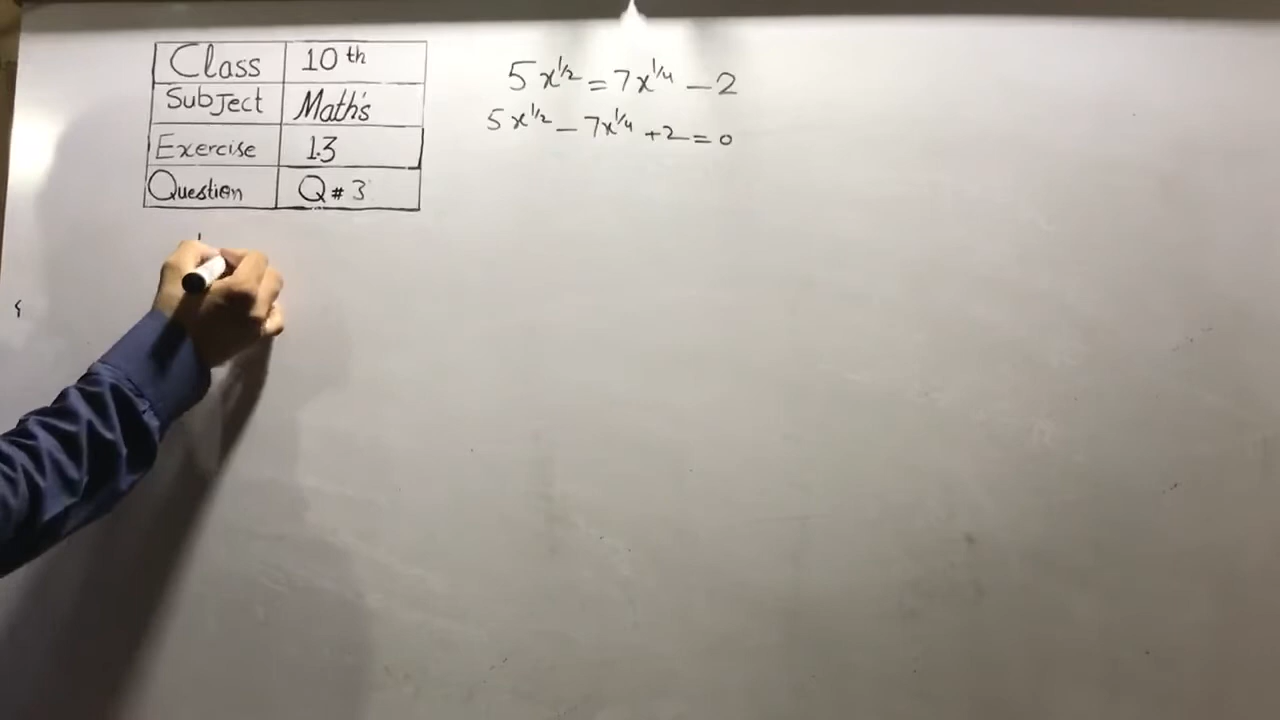 Class 10th
Subject Math's
Exercise 1.3
Question Q # 3
5x^{1/2} = 7x^{1/4} - 2
5x^{1/2} - 7x^{1/4} + 2 = 0